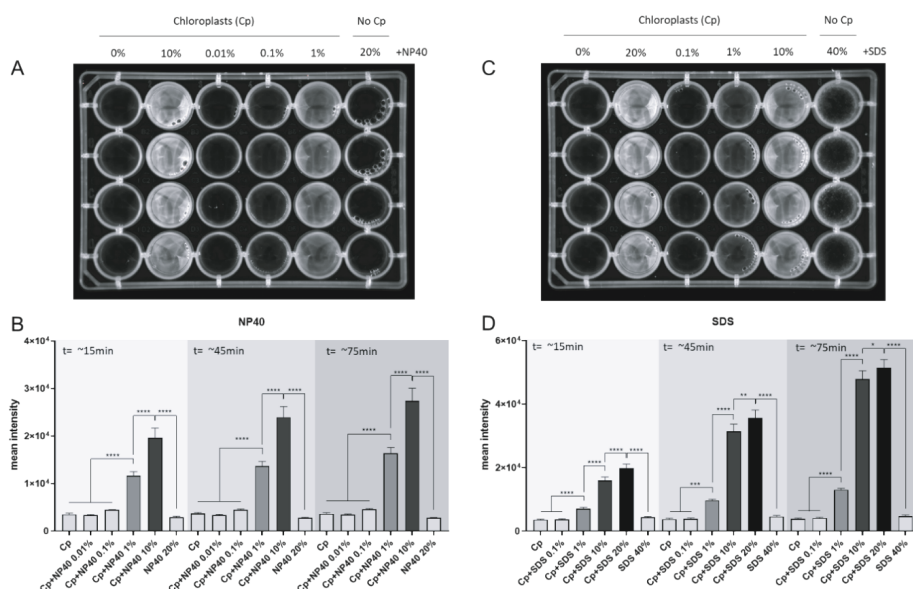 Chloroplasts (Cp) No Cp
0% 10% 0.01% 0.1% 1% 20% +NP40
A
Chloroplasts (Cp) No Cp
0% 20% 0.1% 1% 10% 40% +SDS
C
B
NP40
t= ~15min t= ~45min t= ~75min
mean intensity
4×10⁴
3×10⁴
2×10⁴
1×10⁴
0
**** **** **** **** **** ****
**** **** ****
Cp Cp+NP40 0.01% Cp+NP40 0.1% Cp+NP40 1% Cp+NP40 10% NP40 20% Cp Cp+NP40 0.01% Cp+NP40 0.1% Cp+NP40 1% Cp+NP40 10% NP40 20% Cp Cp+NP40 0.01% Cp+NP40 0.1% Cp+NP40 1% Cp+NP40 10% NP40 20%
D
SDS
t= ~15min t= ~45min t= ~75min
mean intensity
6×10⁴
4×10⁴
2×10⁴
0
**** **** **** ****
*** **** ** ****
**** **** * ****
Cp Cp+SDS 0.1% Cp+SDS 1% Cp+SDS 10% Cp+SDS 20% SDS 40% Cp Cp+SDS 0.1% Cp+SDS 1% Cp+SDS 10% Cp+SDS 20% SDS 40% Cp Cp+SDS 0.1% Cp+SDS 1% Cp+SDS 10% Cp+SDS 20% SDS 40%